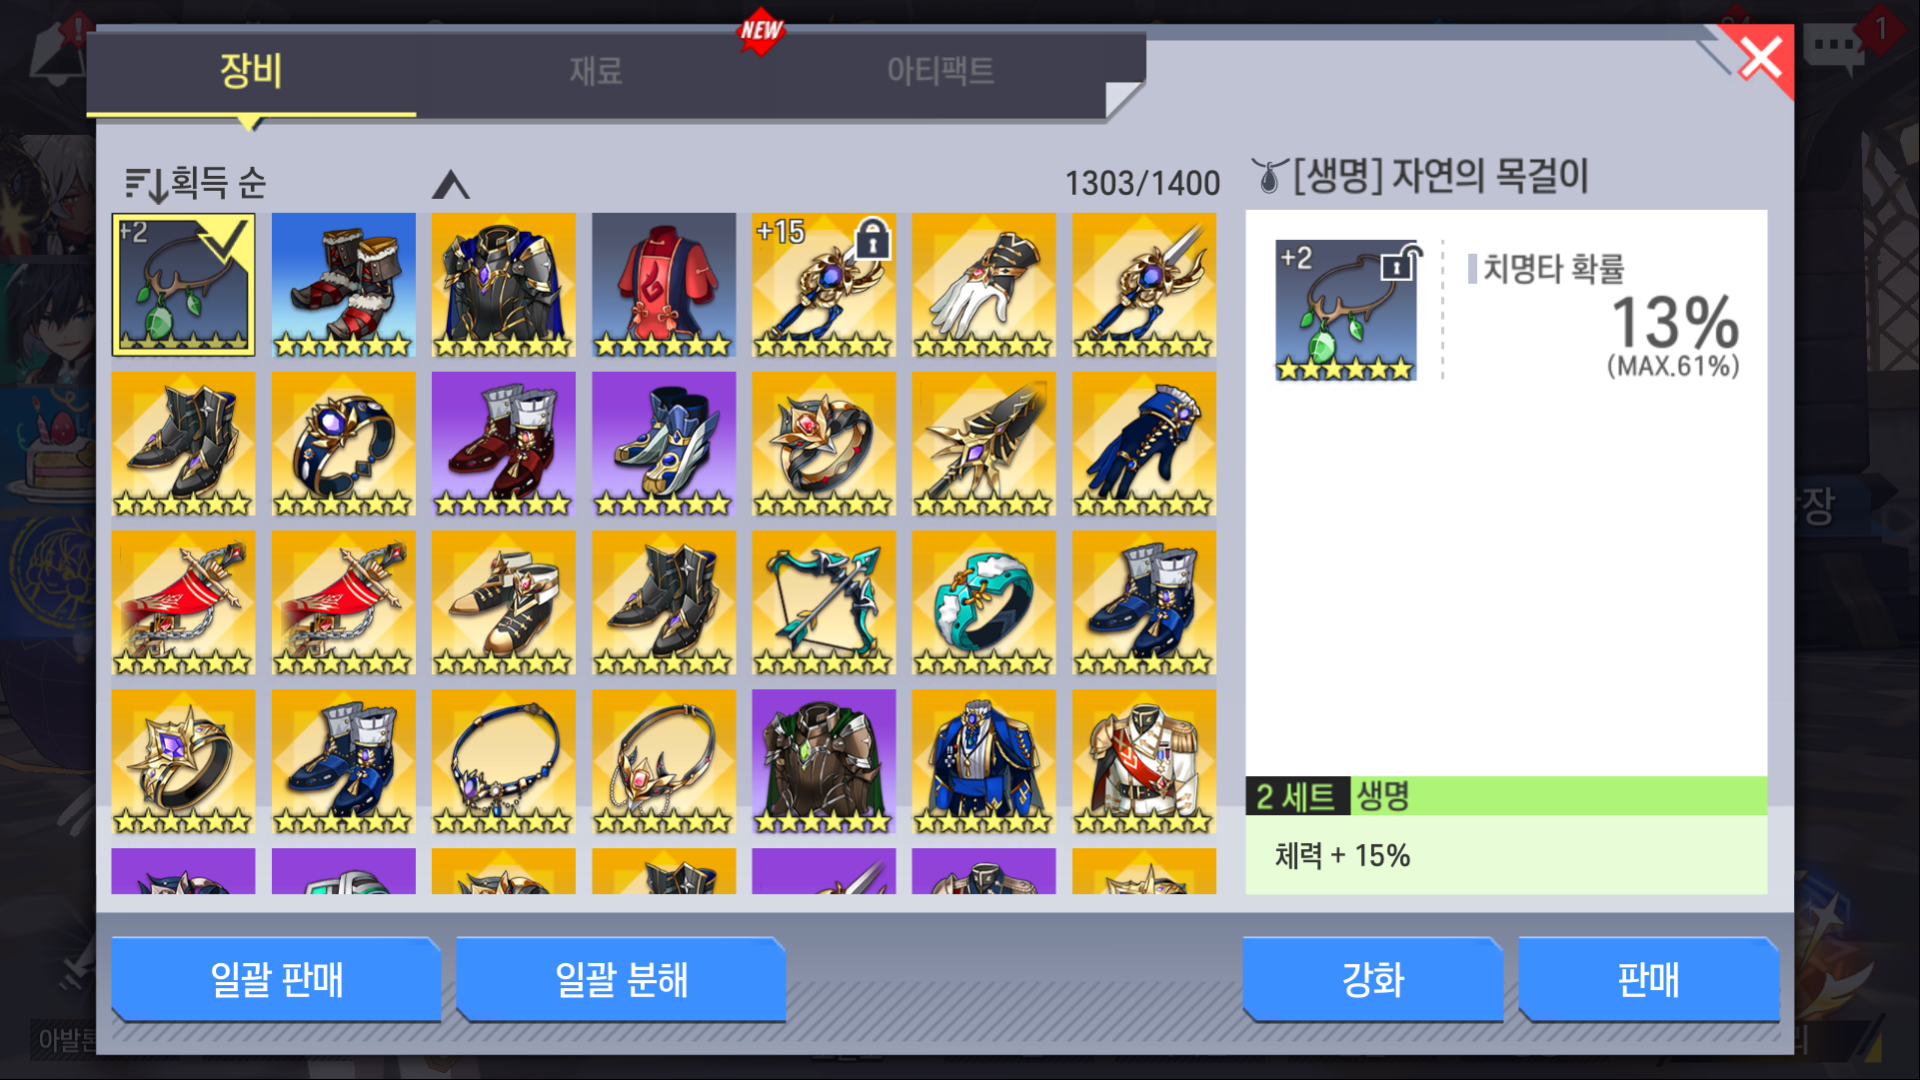 장비
재료
NEW
아티팩트
1
획득 순
1303/1400
[생명] 자연의 목걸이
+2
+15
+2
치명타 확률
13%
(MAX.61%)
2 세트 생명
체력 + 15%
일괄 판매
일괄 분해
강화
판매